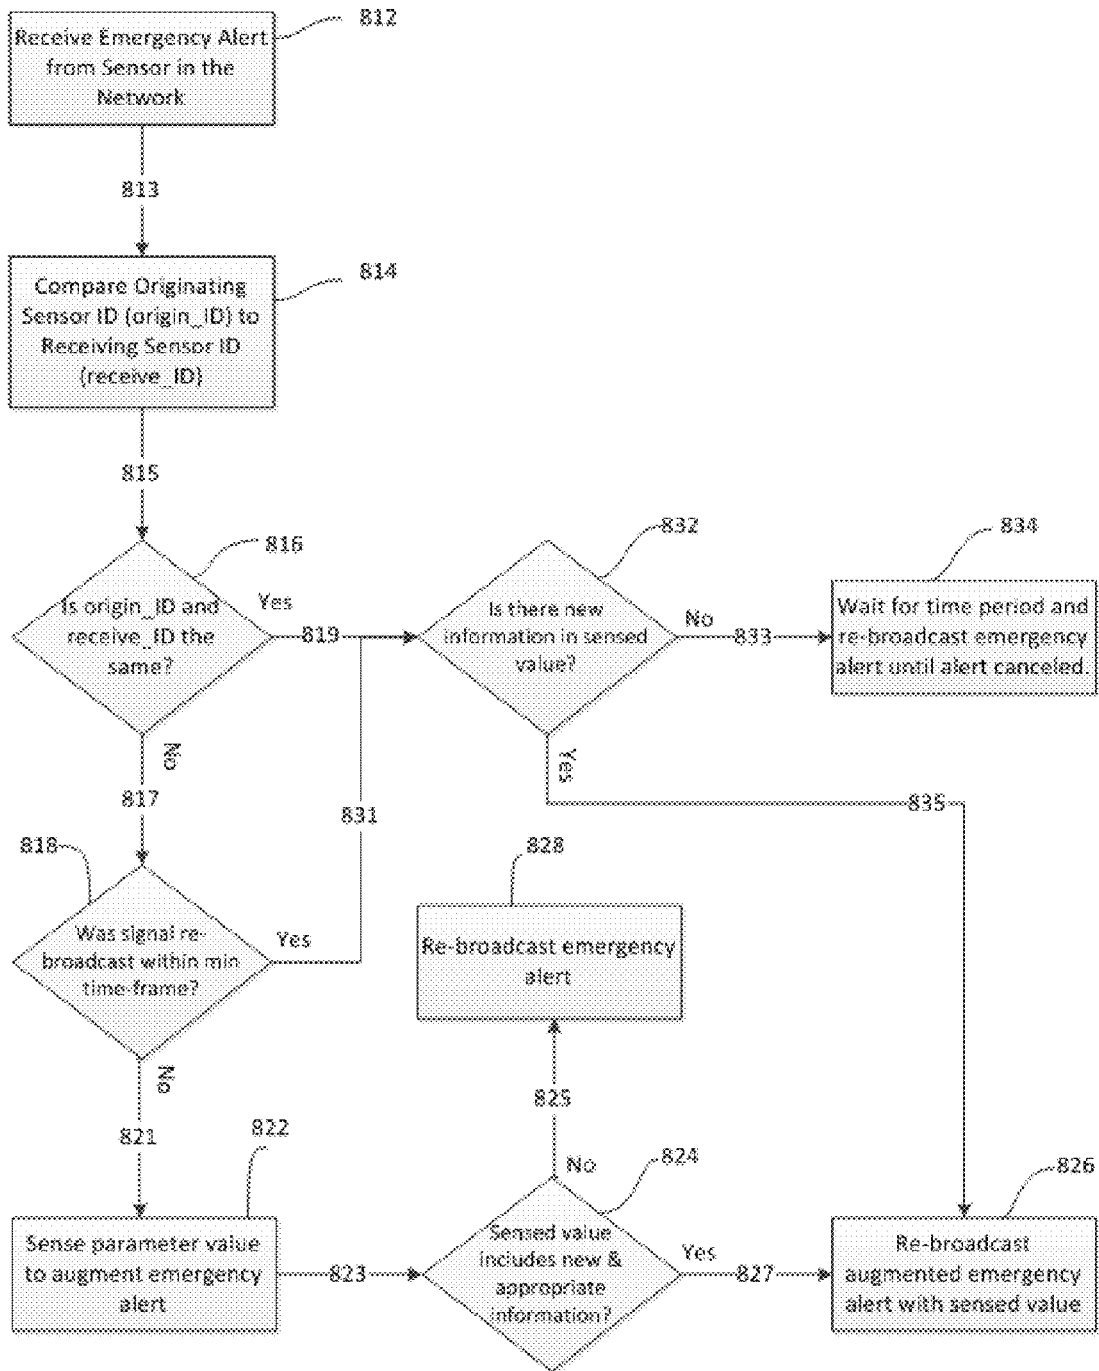 812
Receive Emergency Alert
from Sensor in the
Network
813
814
Compare Originating
Sensor ID (origin_ID) to
Receiving Sensor ID
(receive_ID)
815
816
Is origin_ID and
receive_ID the
same?
Yes
819
832
Is there new
information in sensed
value?
No
833
834
Wait for time period and
re-broadcast emergency
alert until alert canceled.
No
817
Yes
835
831
818
Was signal re-
broadcast within min
time-frame?
Yes
828
Re-broadcast emergency
alert
No
821
825
822
Sense parameter value
to augment emergency
alert
823
No
824
Sensed value
includes new &
appropriate
information?
Yes
827
826
Re-broadcast
augmented emergency
alert with sensed value